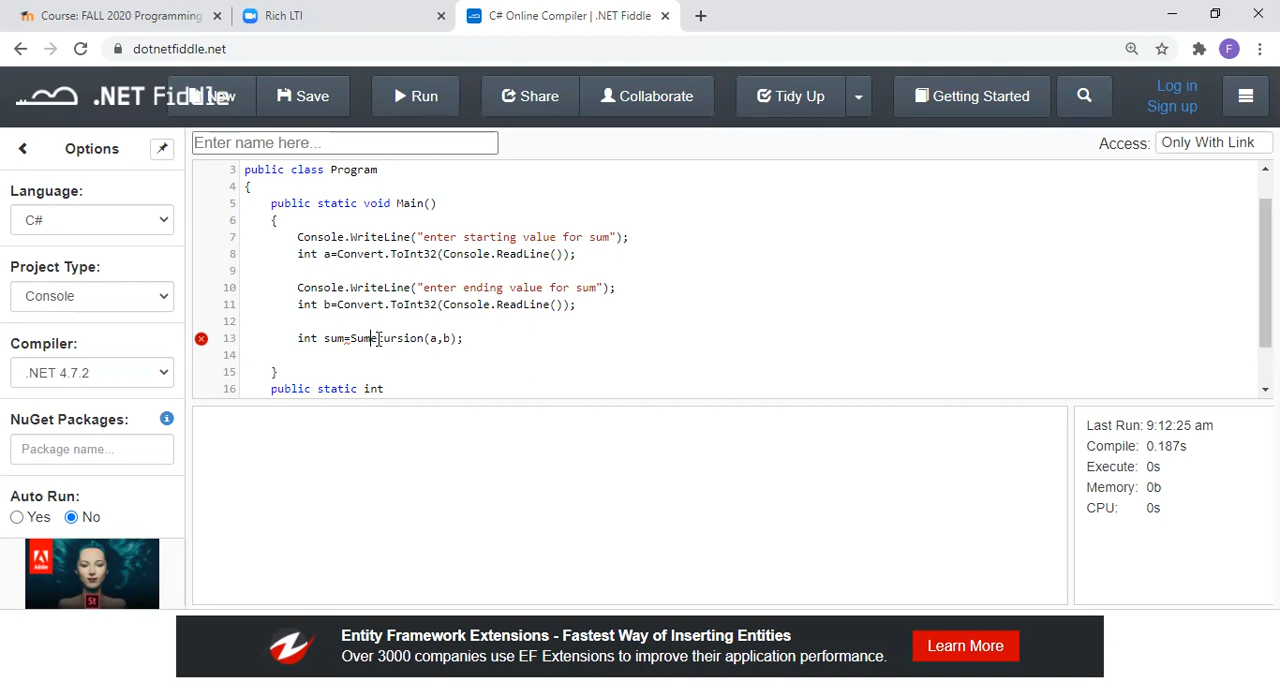 Course: FALL 2020 Programming
Rich LTI
C# Online Compiler | .NET Fiddle
dotnetfiddle.net
F
.NET Fiddle
New
Save
Run
Share
Collaborate
Tidy Up
Getting Started
Log in
Sign up
Options
Enter name here...
Access:
Only With Link
Language:
C#
Project Type:
Console
Compiler:
.NET 4.7.2
NuGet Packages:
Package name...
Auto Run:
Yes
No
3 public class Program
4 {
5 public static void Main()
6 {
7 Console.WriteLine("enter starting value for sum");
8 int a=Convert.ToInt32(Console.ReadLine());
9
10 Console.WriteLine("enter ending value for sum");
11 int b=Convert.ToInt32(Console.ReadLine());
12
13 int sum=Sumecursion(a,b);
14
15 }
16 public static int
Last Run: 9:12:25 am
Compile: 0.187s
Execute: 0s
Memory: 0b
CPU: 0s
Adobe
St
Entity Framework Extensions - Fastest Way of Inserting Entities
Over 3000 companies use EF Extensions to improve their application performance.
Learn More